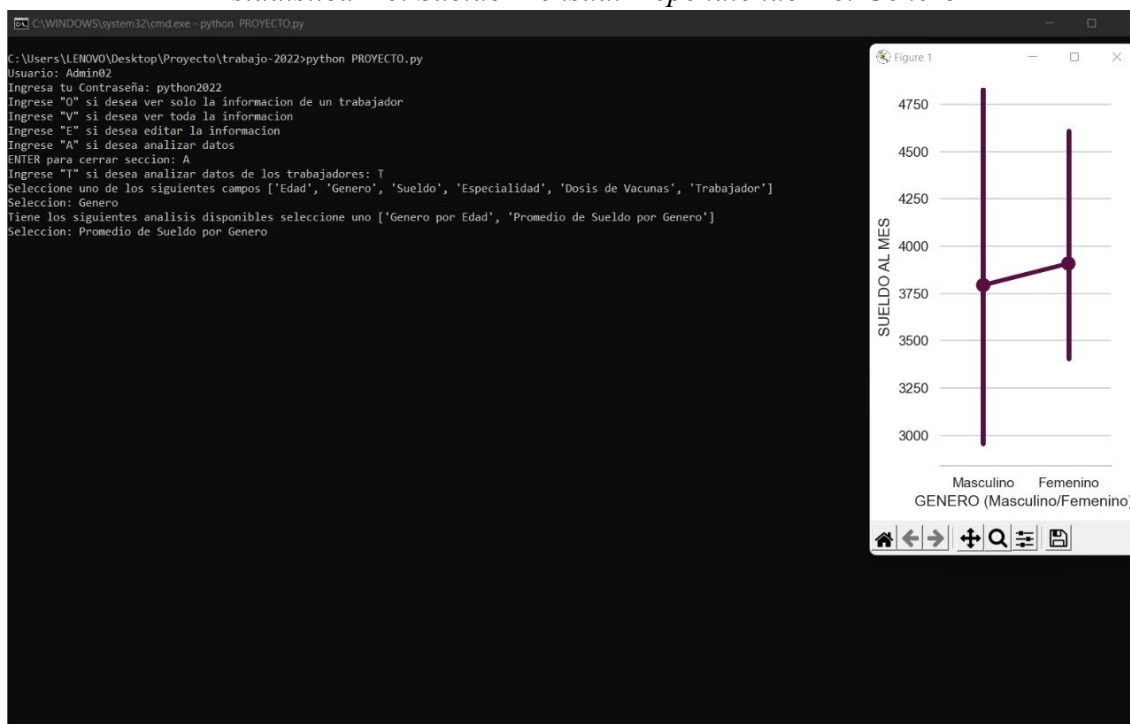 C:\WINDOWS\system32\cmd.exe - python PROYECTO.py
C:\Users\LENOVO\Desktop\Proyecto\trabajo-2022>python PROYECTO.py
Usuario: Admin02
Ingresa tu Contraseña: python2022
Ingrese "O" si desea ver solo la informacion de un trabajador
Ingrese "V" si desea ver toda la informacion
Ingrese "E" si desea editar la informacion
Ingrese "A" si desea analizar datos
ENTER para cerrar seccion: A
Ingrese "T" si desea analizar datos de los trabajadores: T
Seleccione uno de los siguientes campos ['Edad', 'Genero', 'Sueldo', 'Especialidad', 'Dosis de Vacunas', 'Trabajador']
Seleccion: Genero
Tiene los siguientes analisis disponibles seleccione uno ['Genero por Edad', 'Promedio de Sueldo por Genero']
Seleccion: Promedio de Sueldo por Genero
Figure 1
4750
4500
4250
4000
3750
3500
3250
3000
SUELDO AL MES
Masculino Femenino
GENERO (Masculino/Femenino)